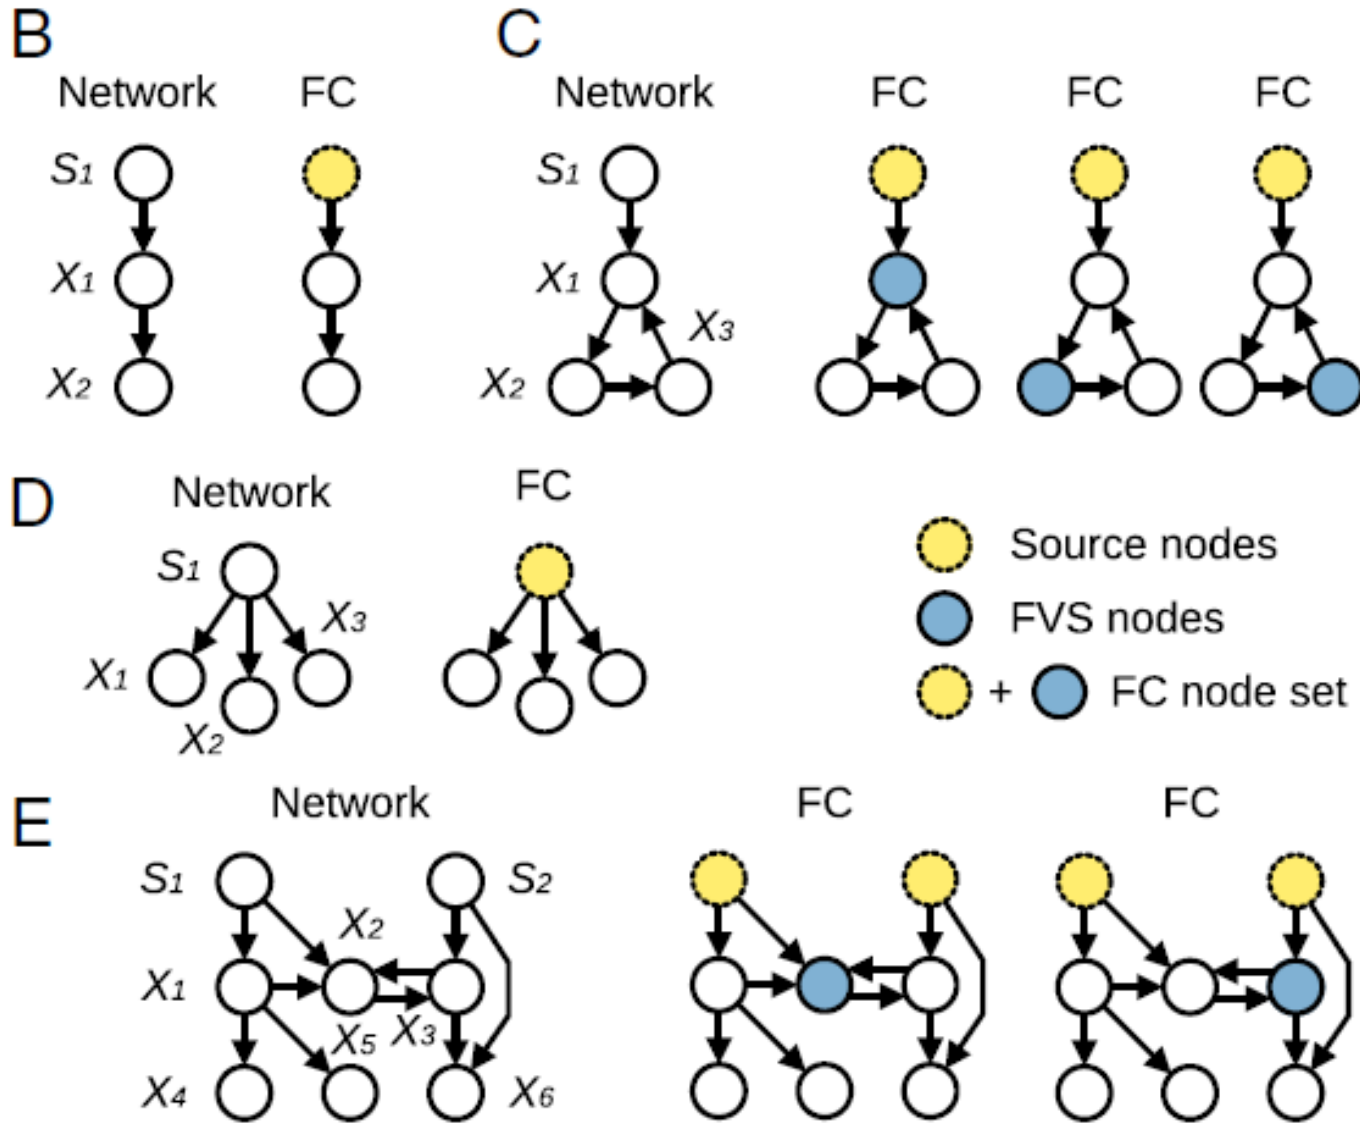 B
C
Network FC
Network FC FC FC
S1
X1
X2
S1
X1
X3
X2
D
Network FC
S1
X3
X1
X2
Source nodes
FVS nodes
+ FC node set
E
Network FC FC
S1 S2
X2
X1
X5 X3
X4 X6